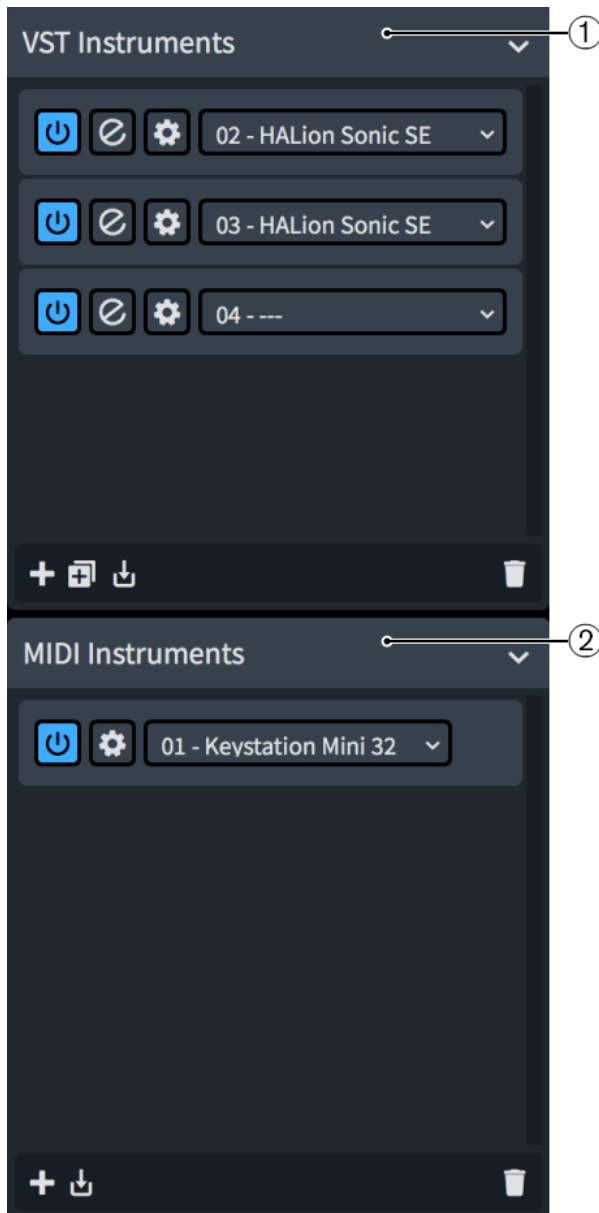 VST Instruments
①
02 - HALion Sonic SE
03 - HALion Sonic SE
04 - ---
MIDI Instruments
②
01 - Keystation Mini 32